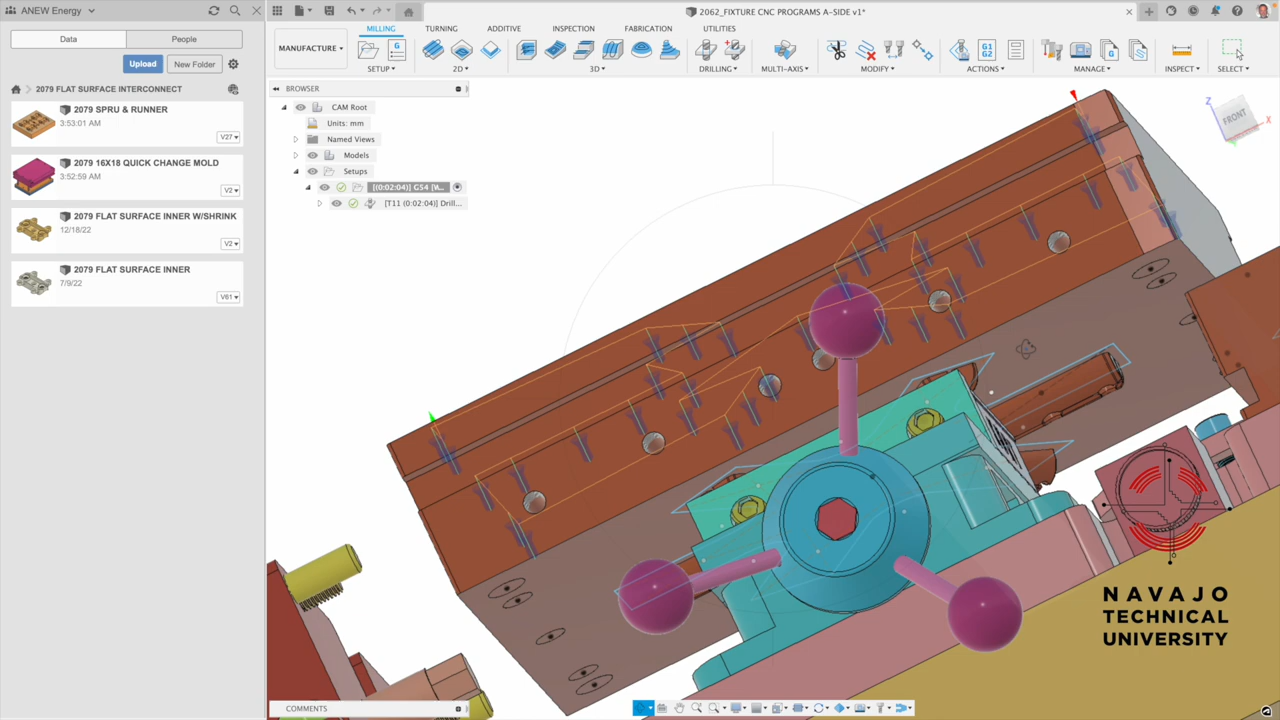 ANEW Energy
2062_FIXTURE CNC PROGRAMS A-SIDE v1*
Data
People
Upload
New Folder
2079 FLAT SURFACE INTERCONNECT
2079 SPRU & RUNNER
3:53:01 AM
V27
2079 16X18 QUICK CHANGE MOLD
3:52:59 AM
V2
2079 FLAT SURFACE INNER W/SHRINK
12/18/22
V2
2079 FLAT SURFACE INNER
7/9/22
V61
MANUFACTURE
MILLING
TURNING
ADDITIVE
INSPECTION
FABRICATION
UTILITIES
SETUP
2D
3D
DRILLING
MULTI-AXIS
MODIFY
ACTIONS
MANAGE
INSPECT
SELECT
G1
G2
BROWSER
CAM Root
Units: mm
Named Views
Models
Setups
[(0:02:04)] G54 [W...
[T11 (0:02:04)] Drill...
Z
FRONT
X
NAVAJO
TECHNICAL
UNIVERSITY
COMMENTS